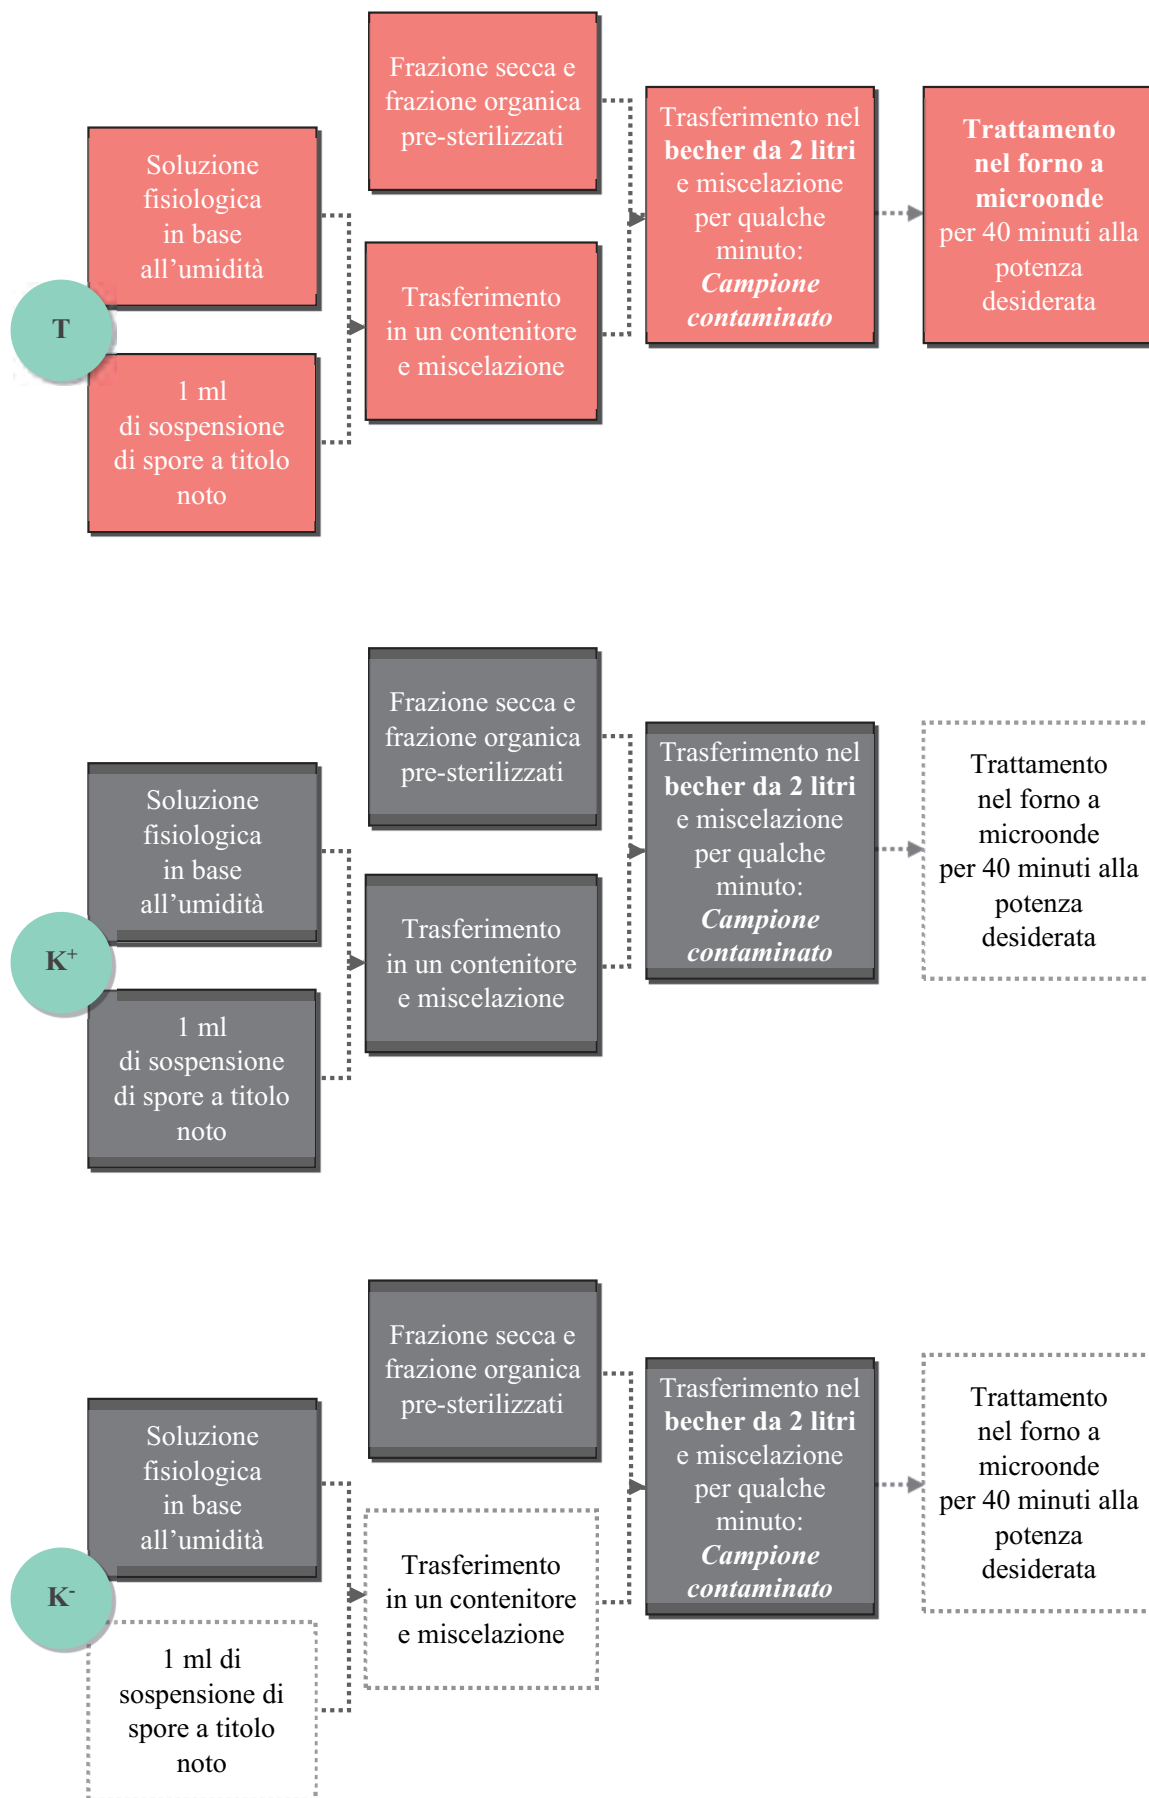 Frazione secca e
frazione organica
pre-sterilizzati
Soluzione
fisiologica
in base
all’umidità
T
1 ml
di sospensione
di spore a titolo
noto
Trasferimento
in un contenitore
e miscelazione
Trasferimento nel
becher da 2 litri
e miscelazione
per qualche
minuto:
Campione
contaminato
Trattamento
nel forno a
microonde
per 40 minuti alla
potenza
desiderata
Frazione secca e
frazione organica
pre-sterilizzati
Soluzione
fisiologica
in base
all’umidità
K+
1 ml
di sospensione
di spore a titolo
noto
Trasferimento
in un contenitore
e miscelazione
Trasferimento nel
becher da 2 litri
e miscelazione
per qualche
minuto:
Campione
contaminato
Trattamento
nel forno a
microonde
per 40 minuti alla
potenza
desiderata
Frazione secca e
frazione organica
pre-sterilizzati
Soluzione
fisiologica
in base
all’umidità
K-
1 ml di
sospensione di
spore a titolo
noto
Trasferimento
in un contenitore
e miscelazione
Trasferimento nel
becher da 2 litri
e miscelazione
per qualche
minuto:
Campione
contaminato
Trattamento
nel forno a
microonde
per 40 minuti alla
potenza
desiderata